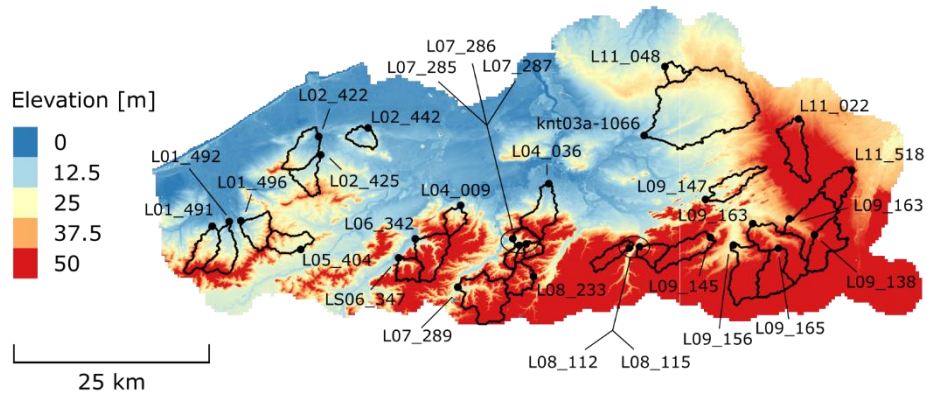 L07_286
L07_285
L07_287
L11_048
Elevation [m]
L02_422
L02_442
knt03a-1066
L11_022
0
12.5
25
37.5
50
L01_492
L01_496
L02_425
L04_036
L11_518
L01_491
L04_009
L09_147
L06_342
L09_163
L09_163
L05_404
LS06_347
L08_233
L09_145
L09_138
L07_289
L09_165
L09_156
L08_112
L08_115
25 km